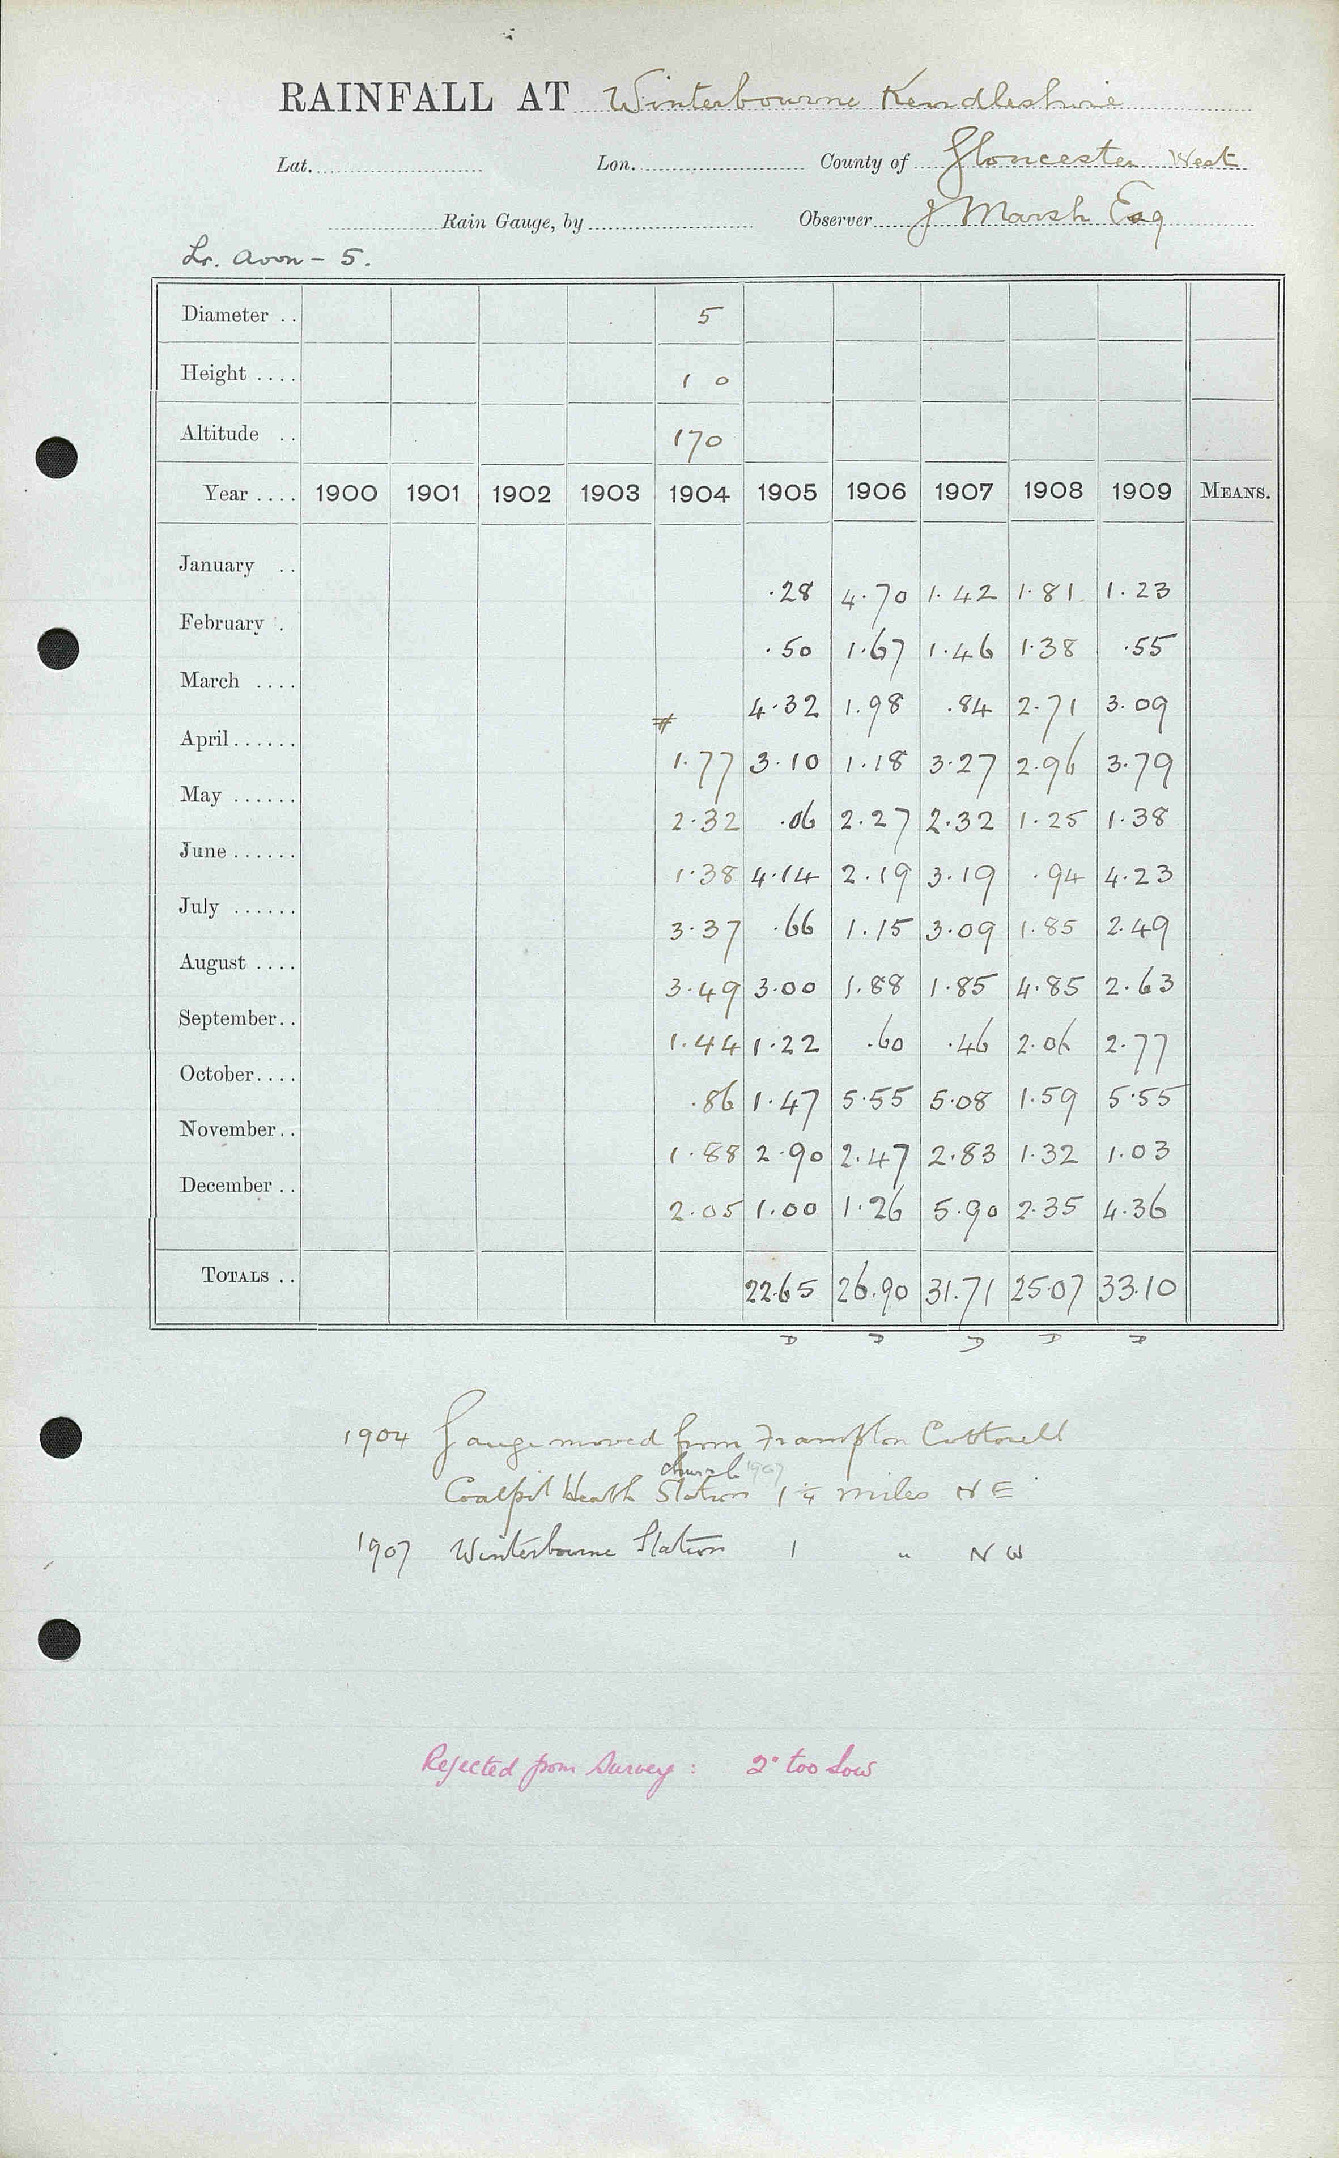 RAINFALL AT Winterbourne Kendleshire
Lat. Lon. County of Gloucester West
Rain Gauge, by Observer J Marsh Esq
Lr. Avon - 5.
Diameter .. 5
Height .... 1 0
Altitude .. 170
Year .... 1900 1901 1902 1903 1904 1905 1906 1907 1908 1909 MEANS.
January .. .28 4.70 1.42 1.81 1.23
February . .50 1.67 1.46 1.38 .55
March .... 4.32 1.98 .84 2.71 3.09
#
April...... 1.77 3.10 1.18 3.27 2.96 3.79
May ...... 2.32 .06 2.27 2.32 1.25 1.38
June...... 1.38 4.14 2.19 3.19 .94 4.23
July ...... 3.37 .66 1.15 3.09 1.85 2.49
August .... 3.49 3.00 1.88 1.85 4.85 2.63
September.. 1.44 1.22 .60 .46 2.06 2.77
October.... .86 1.47 5.55 5.08 1.59 5.55
November.. 1.88 2.90 2.47 2.83 1.32 1.03
December .. 2.05 1.00 1.26 5.90 2.35 4.36
TOTALS .. 22.65 26.90 31.71 25.07 33.10
D D D D D
1904 Gauge moved from Frampton Cotterell
church 1907
Coalpit Heath Station 1 1/4 miles NE
1907 Winterbourne Station 1 " NW
Rejected from Survey : 2" too low